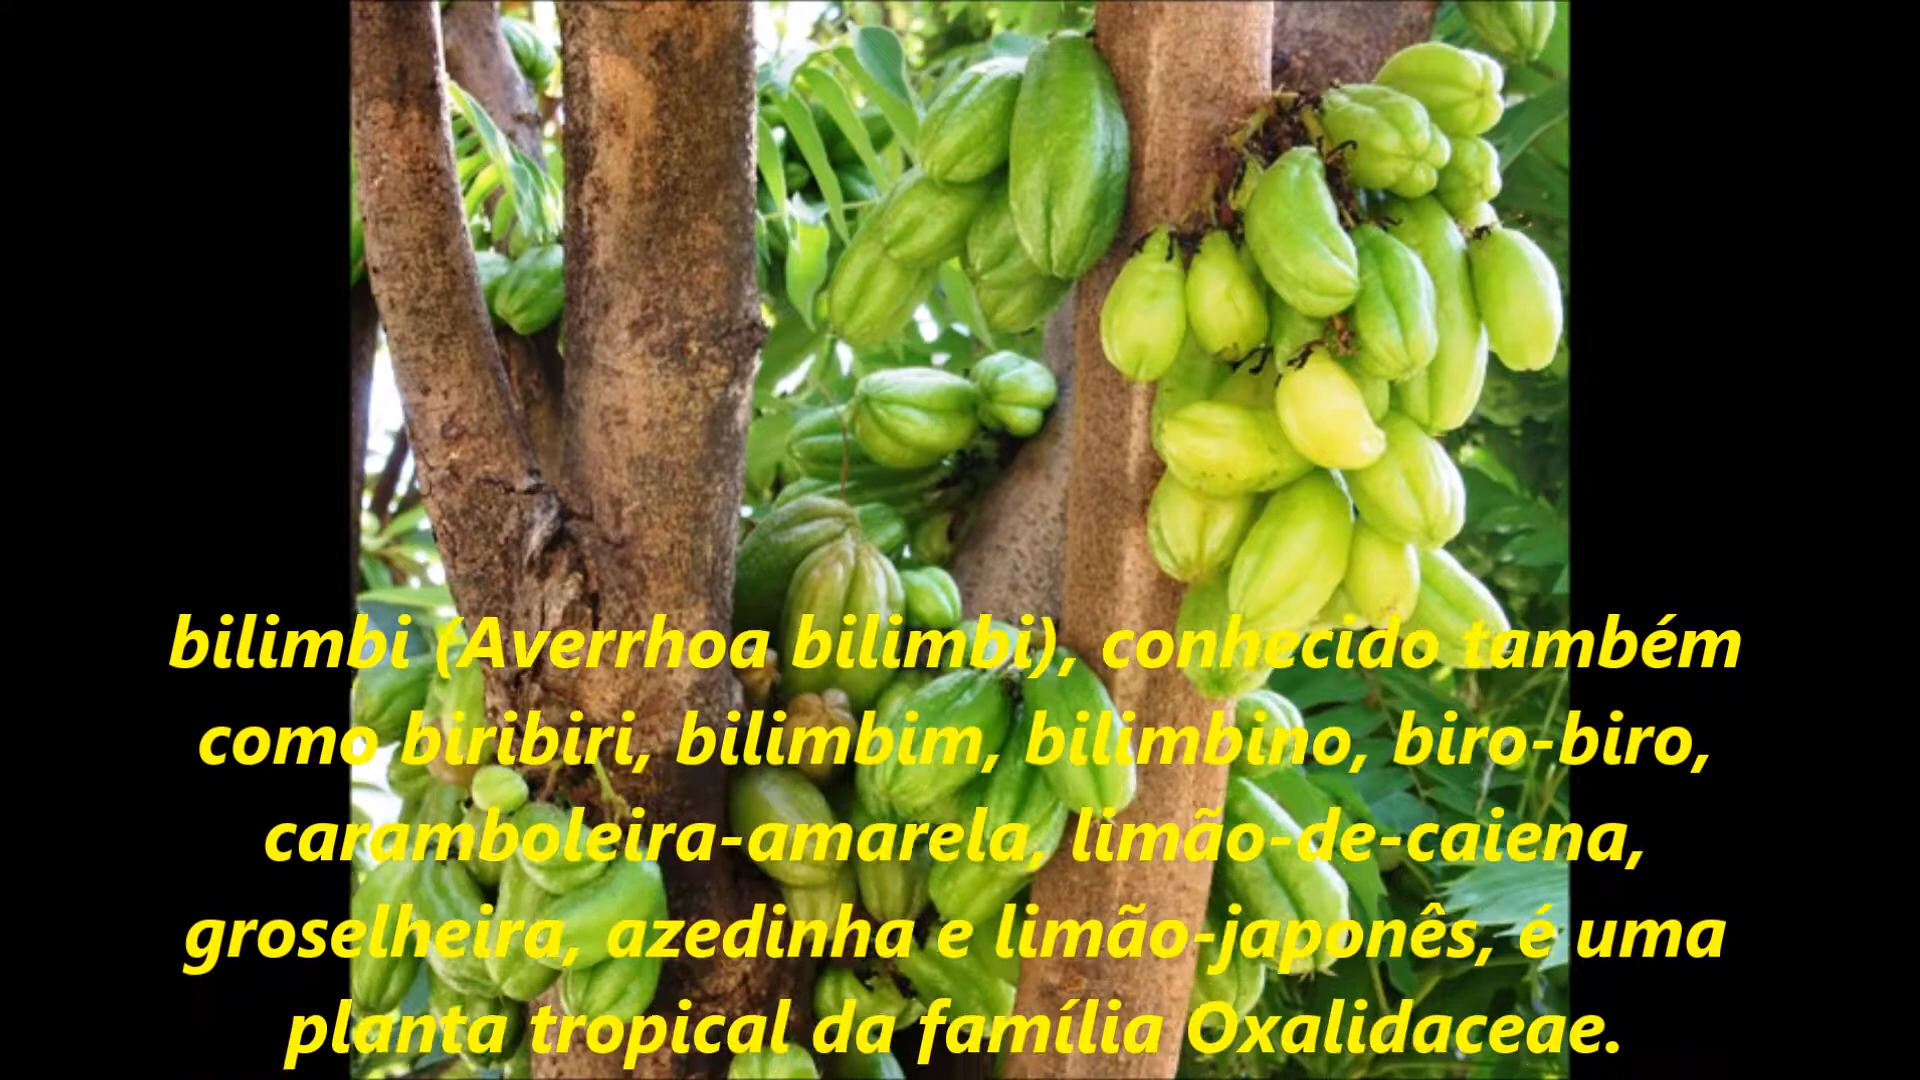 bilimbi (Averrhoa bilimbi), conhecido também
como biribiri, bilimbim, bilimbino, biro-biro,
caramboleira-amarela, limão-de-caiena,
groselheira, azedinha e limão-japonês, é uma
planta tropical da família Oxalidaceae.